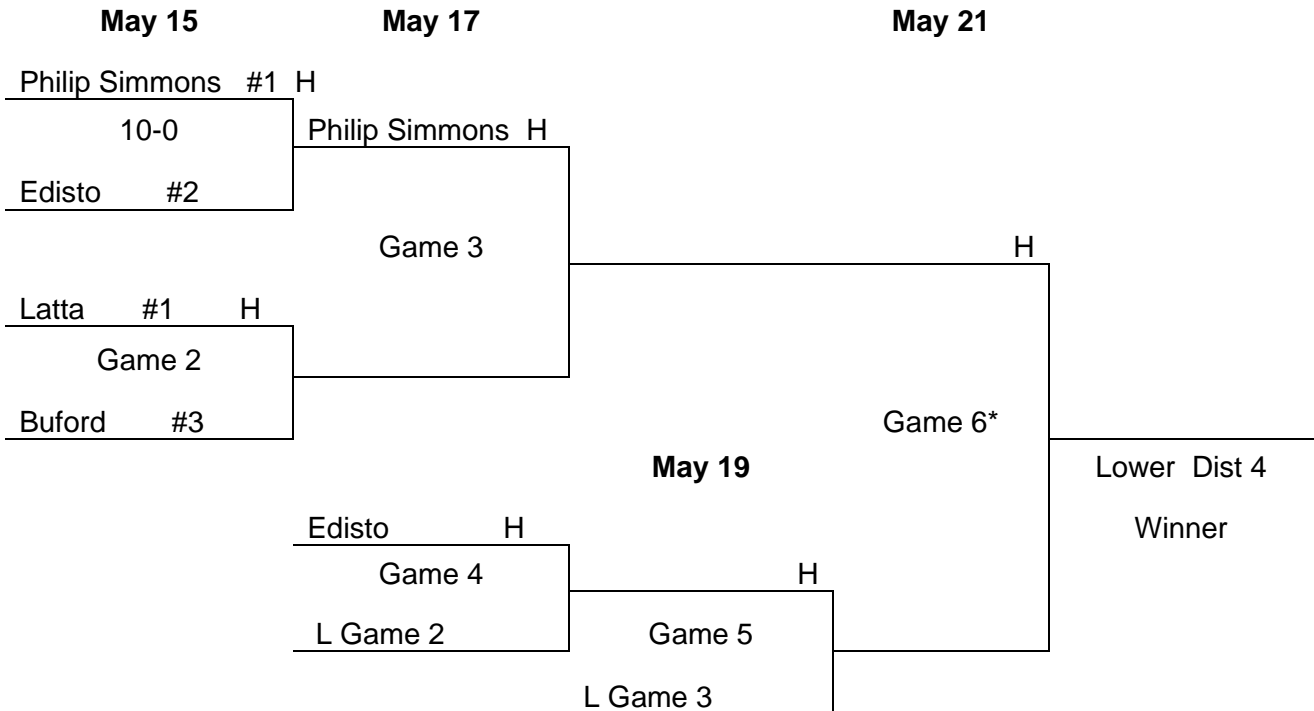 May 15 May 17 May 21
Philip Simmons #1 H
10-0 Philip Simmons H
Edisto #2
Game 3 H
Latta #1 H
Game 2
Buford #3 Game 6*
May 19 Lower Dist 4
Edisto H Winner
Game 4 H
L Game 2 Game 5
L Game 3